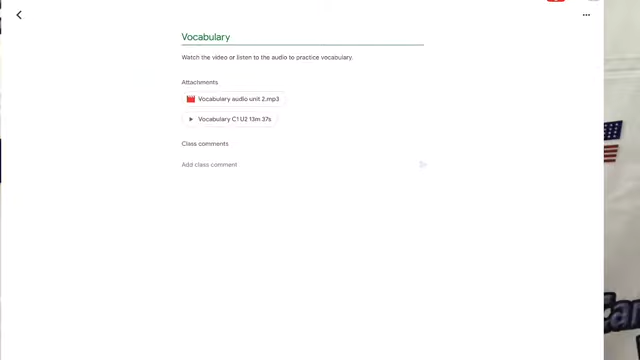 Vocabulary
Watch the video or listen to the audio to practice vocabulary.
Attachments
Vocabulary audio unit 2.mp3
Vocabulary C1 U2 13m 37s
Class comments
Add class comment